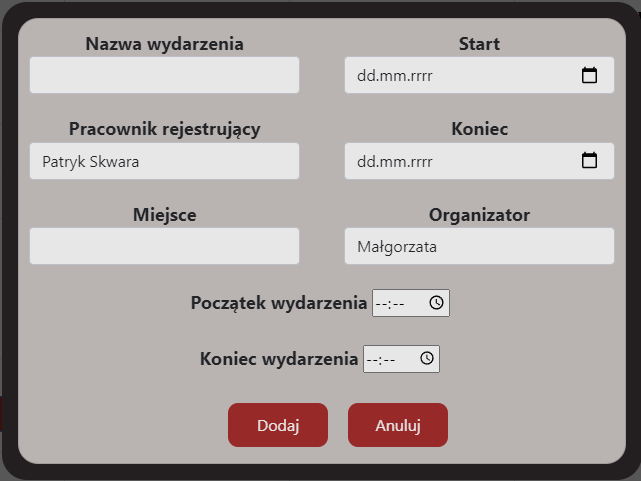 Nazwa wydarzenia
Start
dd.mm.rrrr
Pracownik rejestrujący
Koniec
Patryk Skwara
dd.mm.rrrr
Miejsce
Organizator
Małgorzata
Początek wydarzenia --:--
Koniec wydarzenia --:--
Dodaj
Anuluj